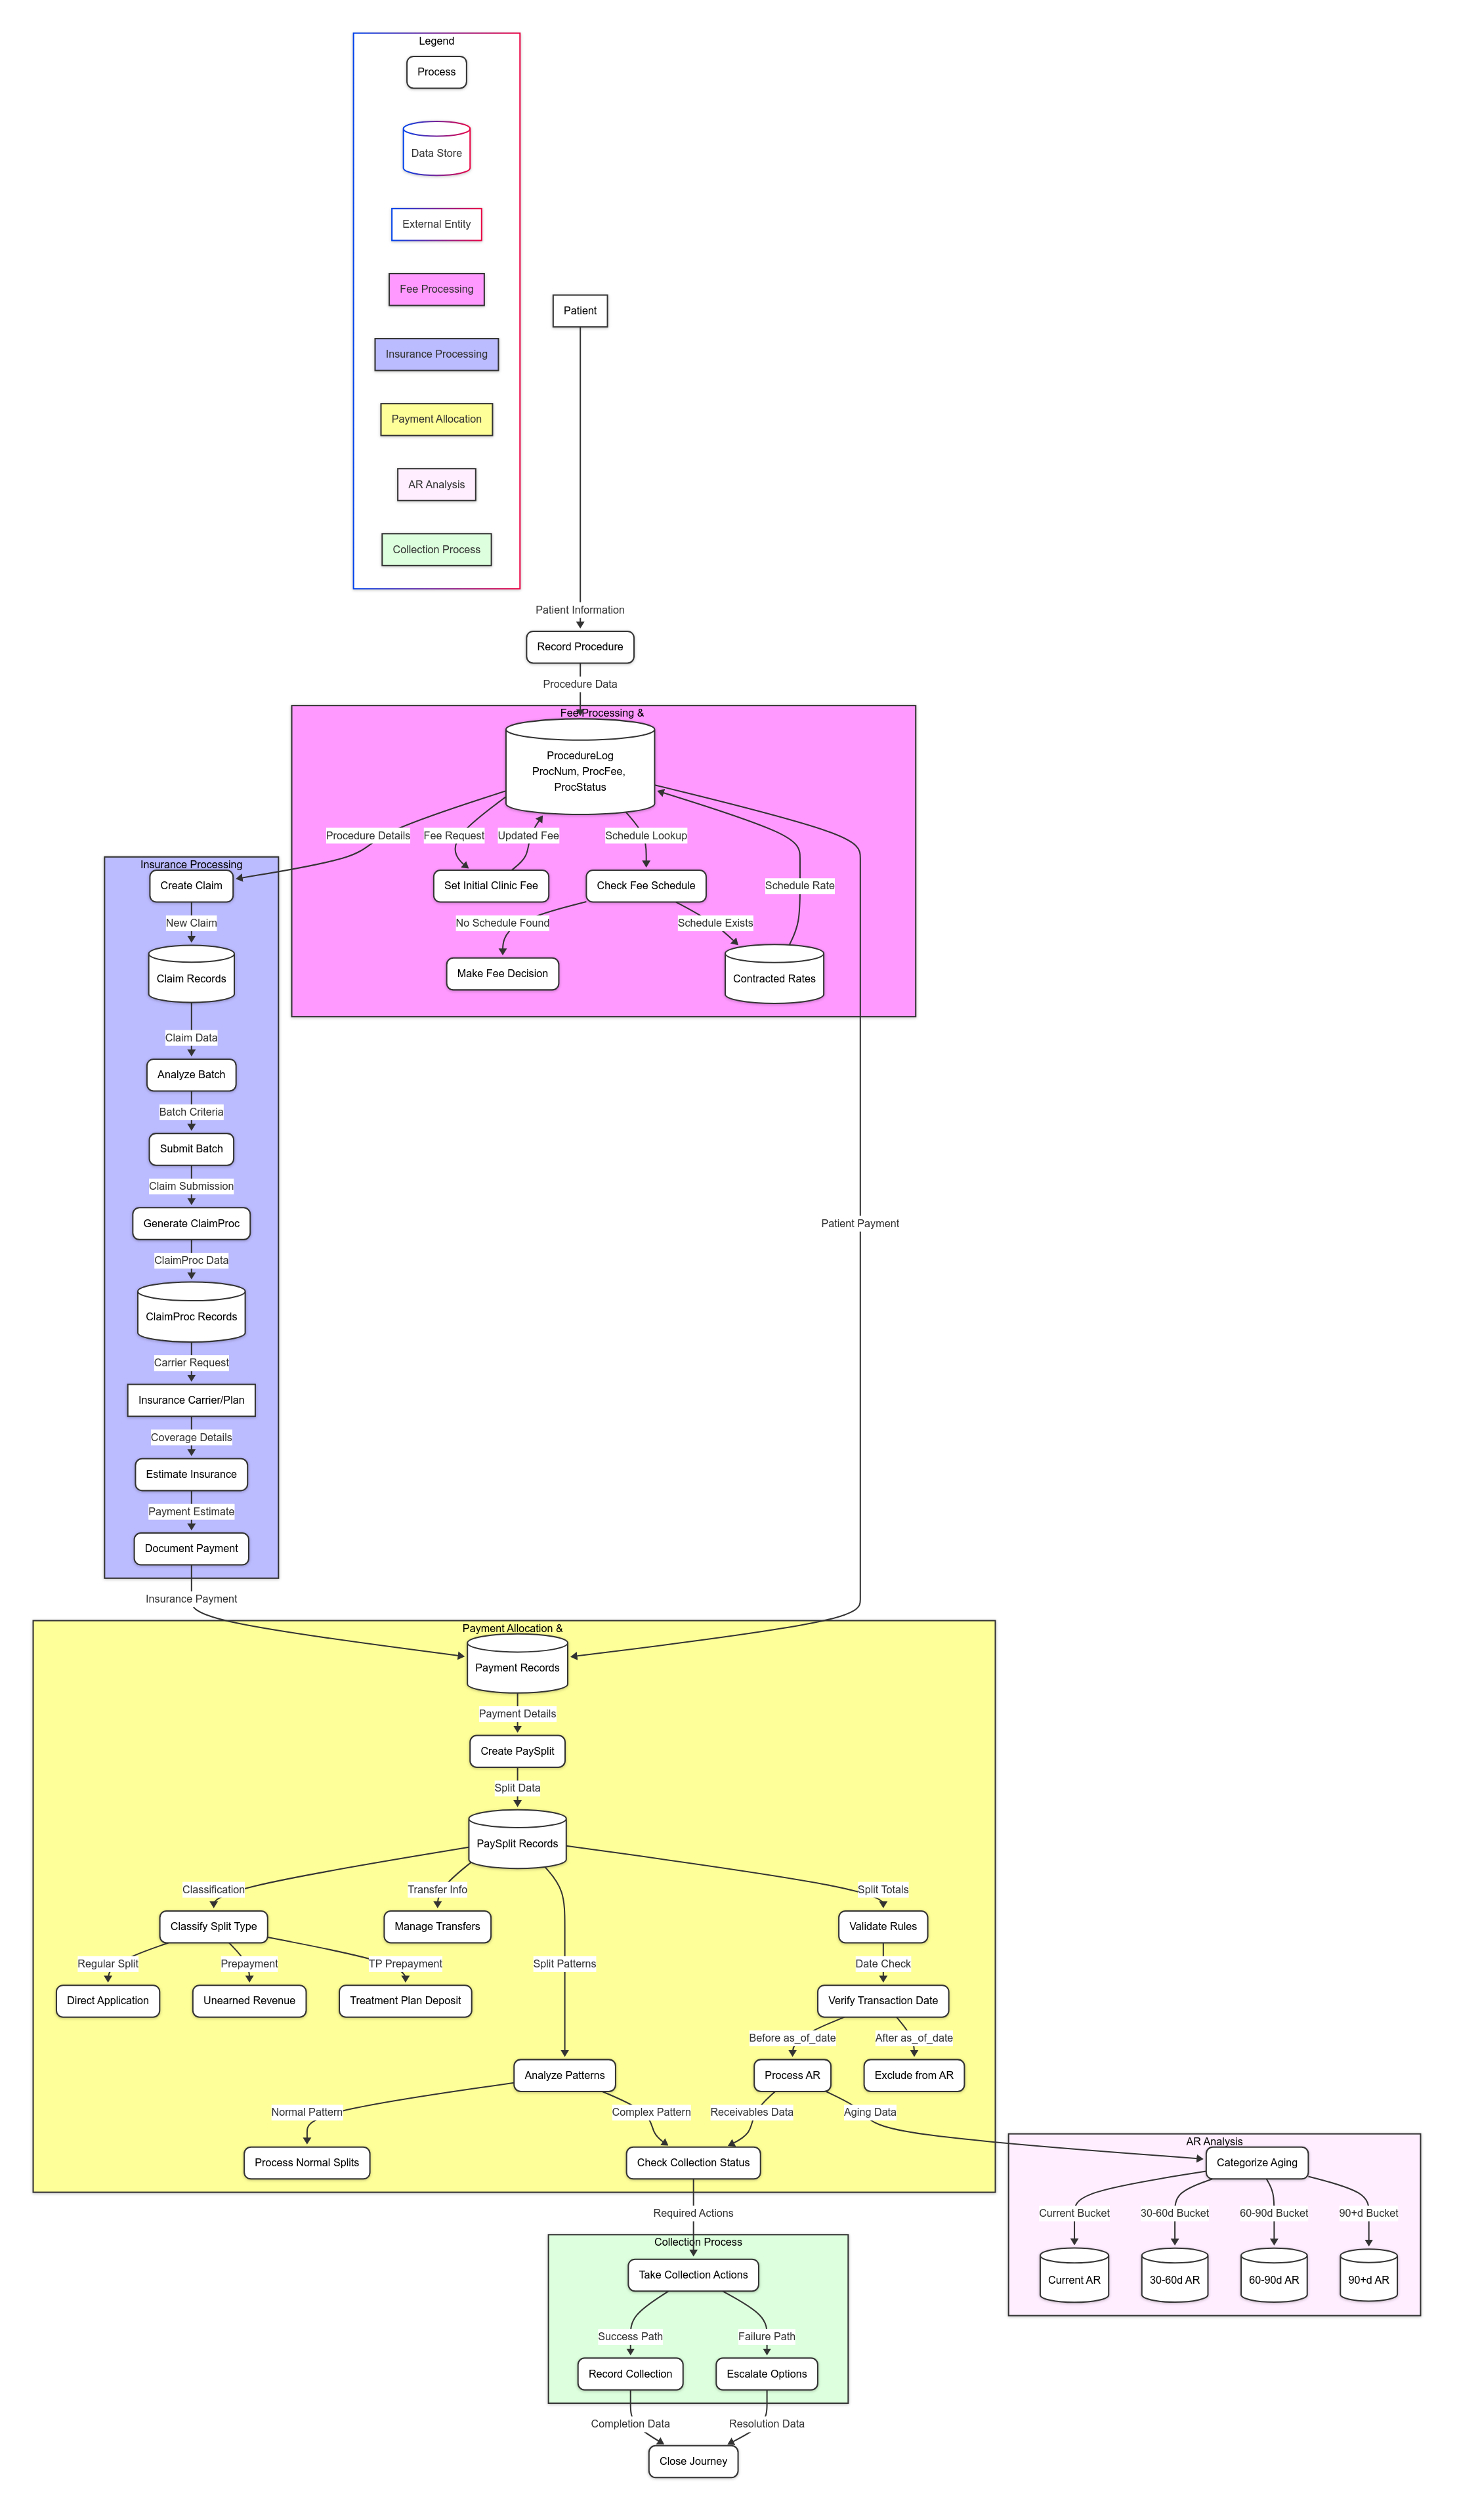 Legend
Process
Data Store
External Entity
Fee Processing
Insurance Processing
Payment Allocation
AR Analysis
Collection Process
Patient
Patient Information
Record Procedure
Procedure Data
Fee Processing &
ProcedureLog
ProcNum, ProcFee,
ProcStatus
Procedure Details
Fee Request
Updated Fee
Schedule Lookup
Set Initial Clinic Fee
Check Fee Schedule
Schedule Rate
No Schedule Found
Schedule Exists
Make Fee Decision
Contracted Rates
Insurance Processing
Create Claim
New Claim
Claim Records
Claim Data
Analyze Batch
Batch Criteria
Submit Batch
Claim Submission
Generate ClaimProc
ClaimProc Data
ClaimProc Records
Carrier Request
Insurance Carrier/Plan
Coverage Details
Estimate Insurance
Payment Estimate
Document Payment
Insurance Payment
Patient Payment
Payment Allocation &
Payment Records
Payment Details
Create PaySplit
Split Data
PaySplit Records
Classification
Transfer Info
Split Totals
Classify Split Type
Manage Transfers
Validate Rules
Regular Split
Prepayment
TP Prepayment
Split Patterns
Date Check
Direct Application
Unearned Revenue
Treatment Plan Deposit
Verify Transaction Date
Before as_of_date
After as_of_date
Analyze Patterns
Process AR
Exclude from AR
Normal Pattern
Complex Pattern
Receivables Data
Aging Data
Process Normal Splits
Check Collection Status
AR Analysis
Categorize Aging
Current Bucket
30-60d Bucket
60-90d Bucket
90+d Bucket
Current AR
30-60d AR
60-90d AR
90+d AR
Required Actions
Collection Process
Take Collection Actions
Success Path
Failure Path
Record Collection
Escalate Options
Completion Data
Resolution Data
Close Journey